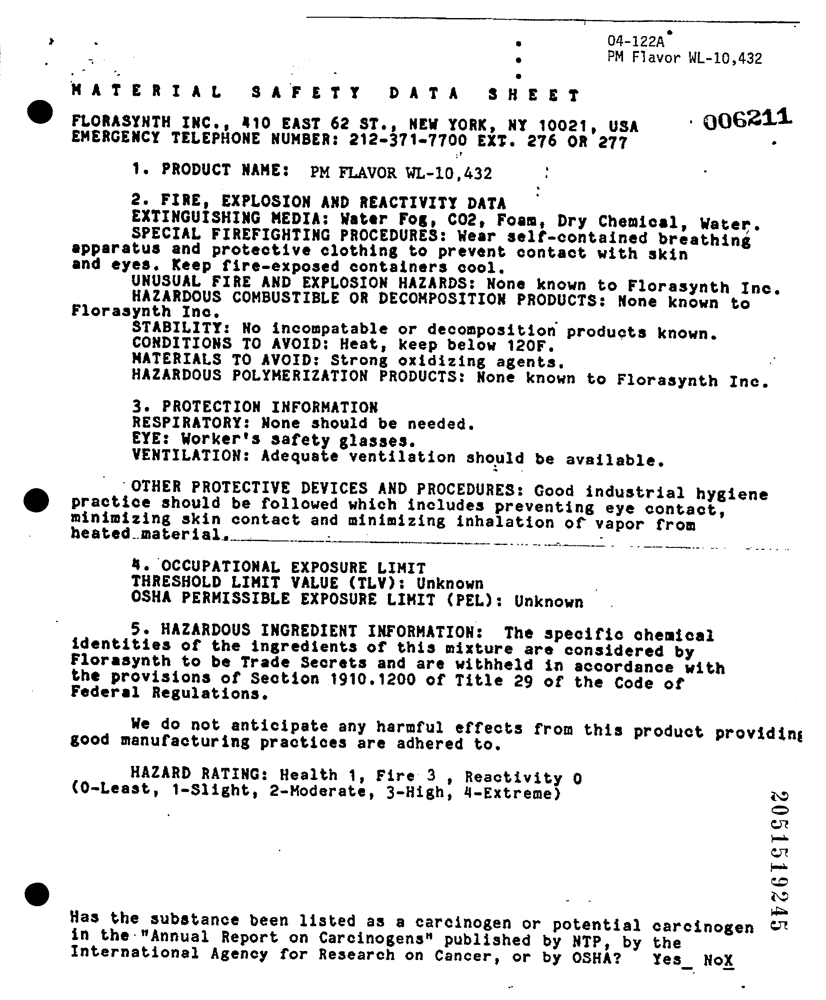 04-122A
PM Flavor WL-10,432
MATERIAL SAFETY DATA SHEET
FLORASYNTH INC., 410 EAST 62 ST., NEW YORK, NY 10021, USA
006211
EMERGENCY TELEPHONE NUMBER: 212-371-7700 EXT. 276 OR 277
1. PRODUCT NAME: PM FLAVOR WL-10,432
2. FIRE, EXPLOSION AND REACTIVITY DATA
EXTINGUISHING MEDIA: Water Fog, CO2, Foam, Dry Chemical, Water.
SPECIAL FIREFIGHTING PROCEDURES: Wear self-contained breathing
apparatus and protective clothing to prevent contact with skin
and eyes. Keep fire-exposed containers cool.
UNUSUAL FIRE AND EXPLOSION HAZARDS: None known to Florasynth Inc.
HAZARDOUS COMBUSTIBLE OR DECOMPOSITION PRODUCTS: None known to
Florasynth Inc.
STABILITY: No incompatable or decomposition products known.
CONDITIONS TO AVOID: Heat, keep below 120F.
MATERIALS TO AVOID: Strong oxidizing agents.
HAZARDOUS POLYMERIZATION PRODUCTS: None known to Florasynth Inc.
3. PROTECTION INFORMATION
RESPIRATORY: None should be needed.
EYE: Worker's safety glasses.
VENTILATION: Adequate ventilation should be available.
OTHER PROTECTIVE DEVICES AND PROCEDURES: Good industrial hygiene
practice should be followed which includes preventing eye contact,
minimizing skin contact and minimizing inhalation of vapor from
heated material.
4. OCCUPATIONAL EXPOSURE LIMIT
THRESHOLD LIMIT VALUE (TLV): Unknown
OSHA PERMISSIBLE EXPOSURE LIMIT (PEL): Unknown
5. HAZARDOUS INGREDIENT INFORMATION: The specific chemical
identities of the ingredients of this mixture are considered by
Florasynth to be Trade Secrets and are withheld in accordance with
the provisions of Section 1910.1200 of Title 29 of the Code of
Federal Regulations.
We do not anticipate any harmful effects from this product providing
good manufacturing practices are adhered to.
HAZARD RATING: Health 1, Fire 3 , Reactivity 0
(0-Least, 1-Slight, 2-Moderate, 3-High, 4-Extreme)
2051519245
Has the substance been listed as a carcinogen or potential carcinogen
in the "Annual Report on Carcinogens" published by NTP, by the
International Agency for Research on Cancer, or by OSHA? Yes_ NoX